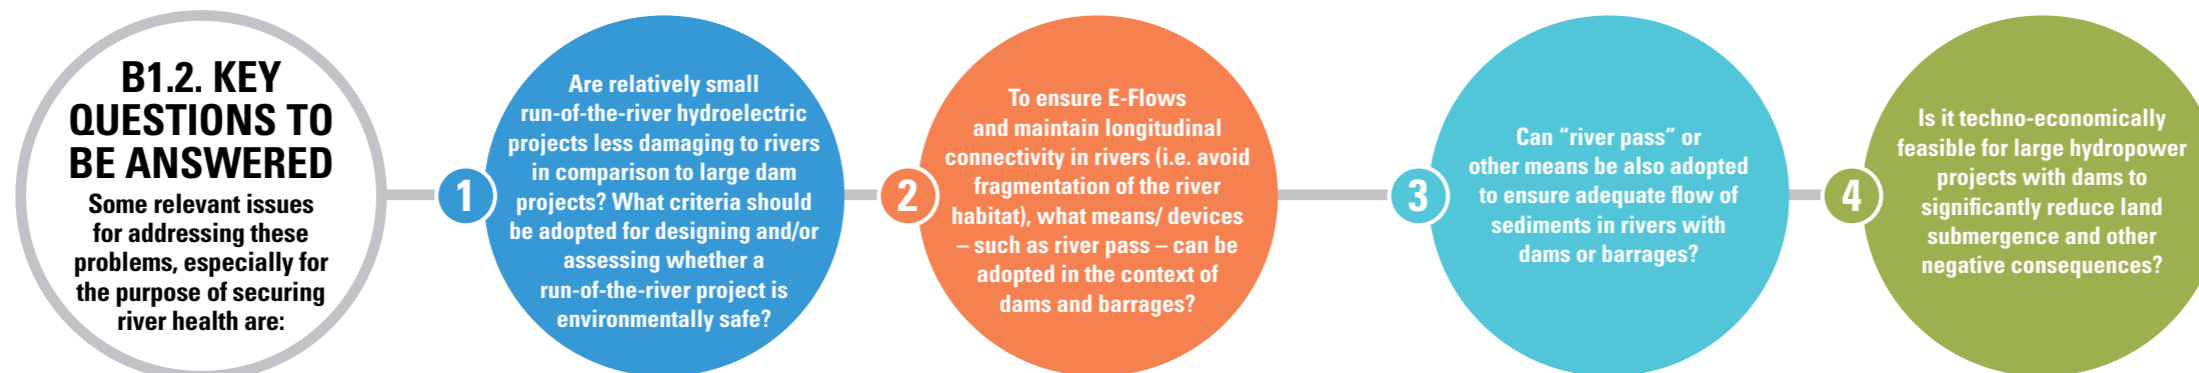 B1.2. KEY
QUESTIONS TO
BE ANSWERED
Some relevant issues
for addressing these
problems, especially for
the purpose of securing
river health are:
1
Are relatively small
run-of-the-river hydroelectric
projects less damaging to rivers
in comparison to large dam
projects? What criteria should
be adopted for designing and/or
assessing whether a
run-of-the-river project is
environmentally safe?
2
To ensure E-Flows
and maintain longitudinal
connectivity in rivers (i.e. avoid
fragmentation of the river
habitat), what means/ devices
– such as river pass – can be
adopted in the context of
dams and barrages?
3
Can “river pass” or
other means be also adopted
to ensure adequate flow of
sediments in rivers with
dams or barrages?
4
Is it techno-economically
feasible for large hydropower
projects with dams to
significantly reduce land
submergence and other
negative consequences?